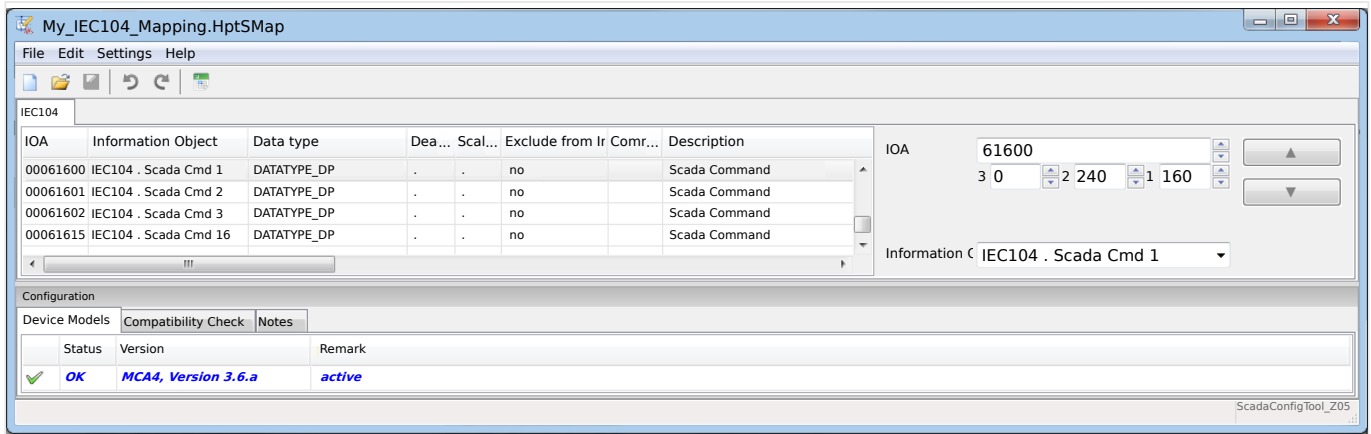 My_IEC104_Mapping.HptSMap
File Edit Settings Help
IEC104
IOA Information Object Data type Dea... Scal... Exclude from Ir Comr... Description
00061600 IEC104 . Scada Cmd 1 DATATYPE_DP . . no Scada Command
00061601 IEC104 . Scada Cmd 2 DATATYPE_DP . . no Scada Command
00061602 IEC104 . Scada Cmd 3 DATATYPE_DP . . no Scada Command
00061615 IEC104 . Scada Cmd 16 DATATYPE_DP . . no Scada Command
IOA 61600
3 0 2 240 1 160
Information C IEC104 . Scada Cmd 1
Configuration
Device Models Compatibility Check Notes
Status Version Remark
OK MCA4, Version 3.6.a active
ScadaConfigTool_Z05